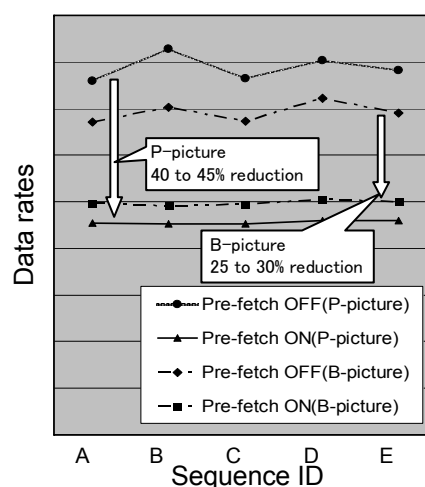 Data rates
P-picture
40 to 45% reduction
B-picture
25 to 30% reduction
Pre-fetch OFF(P-picture)
Pre-fetch ON(P-picture)
Pre-fetch OFF(B-picture)
Pre-fetch ON(B-picture)
A B C D E
Sequence ID